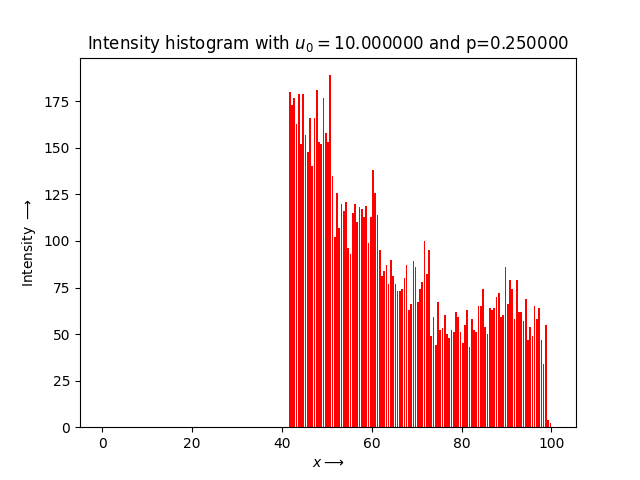 Intensity histogram with $u_0 = 10.000000$ and p=0.250000
Intensity ⟶
175
150
125
100
75
50
25
0
0 20 40 60 80 100
x ⟶